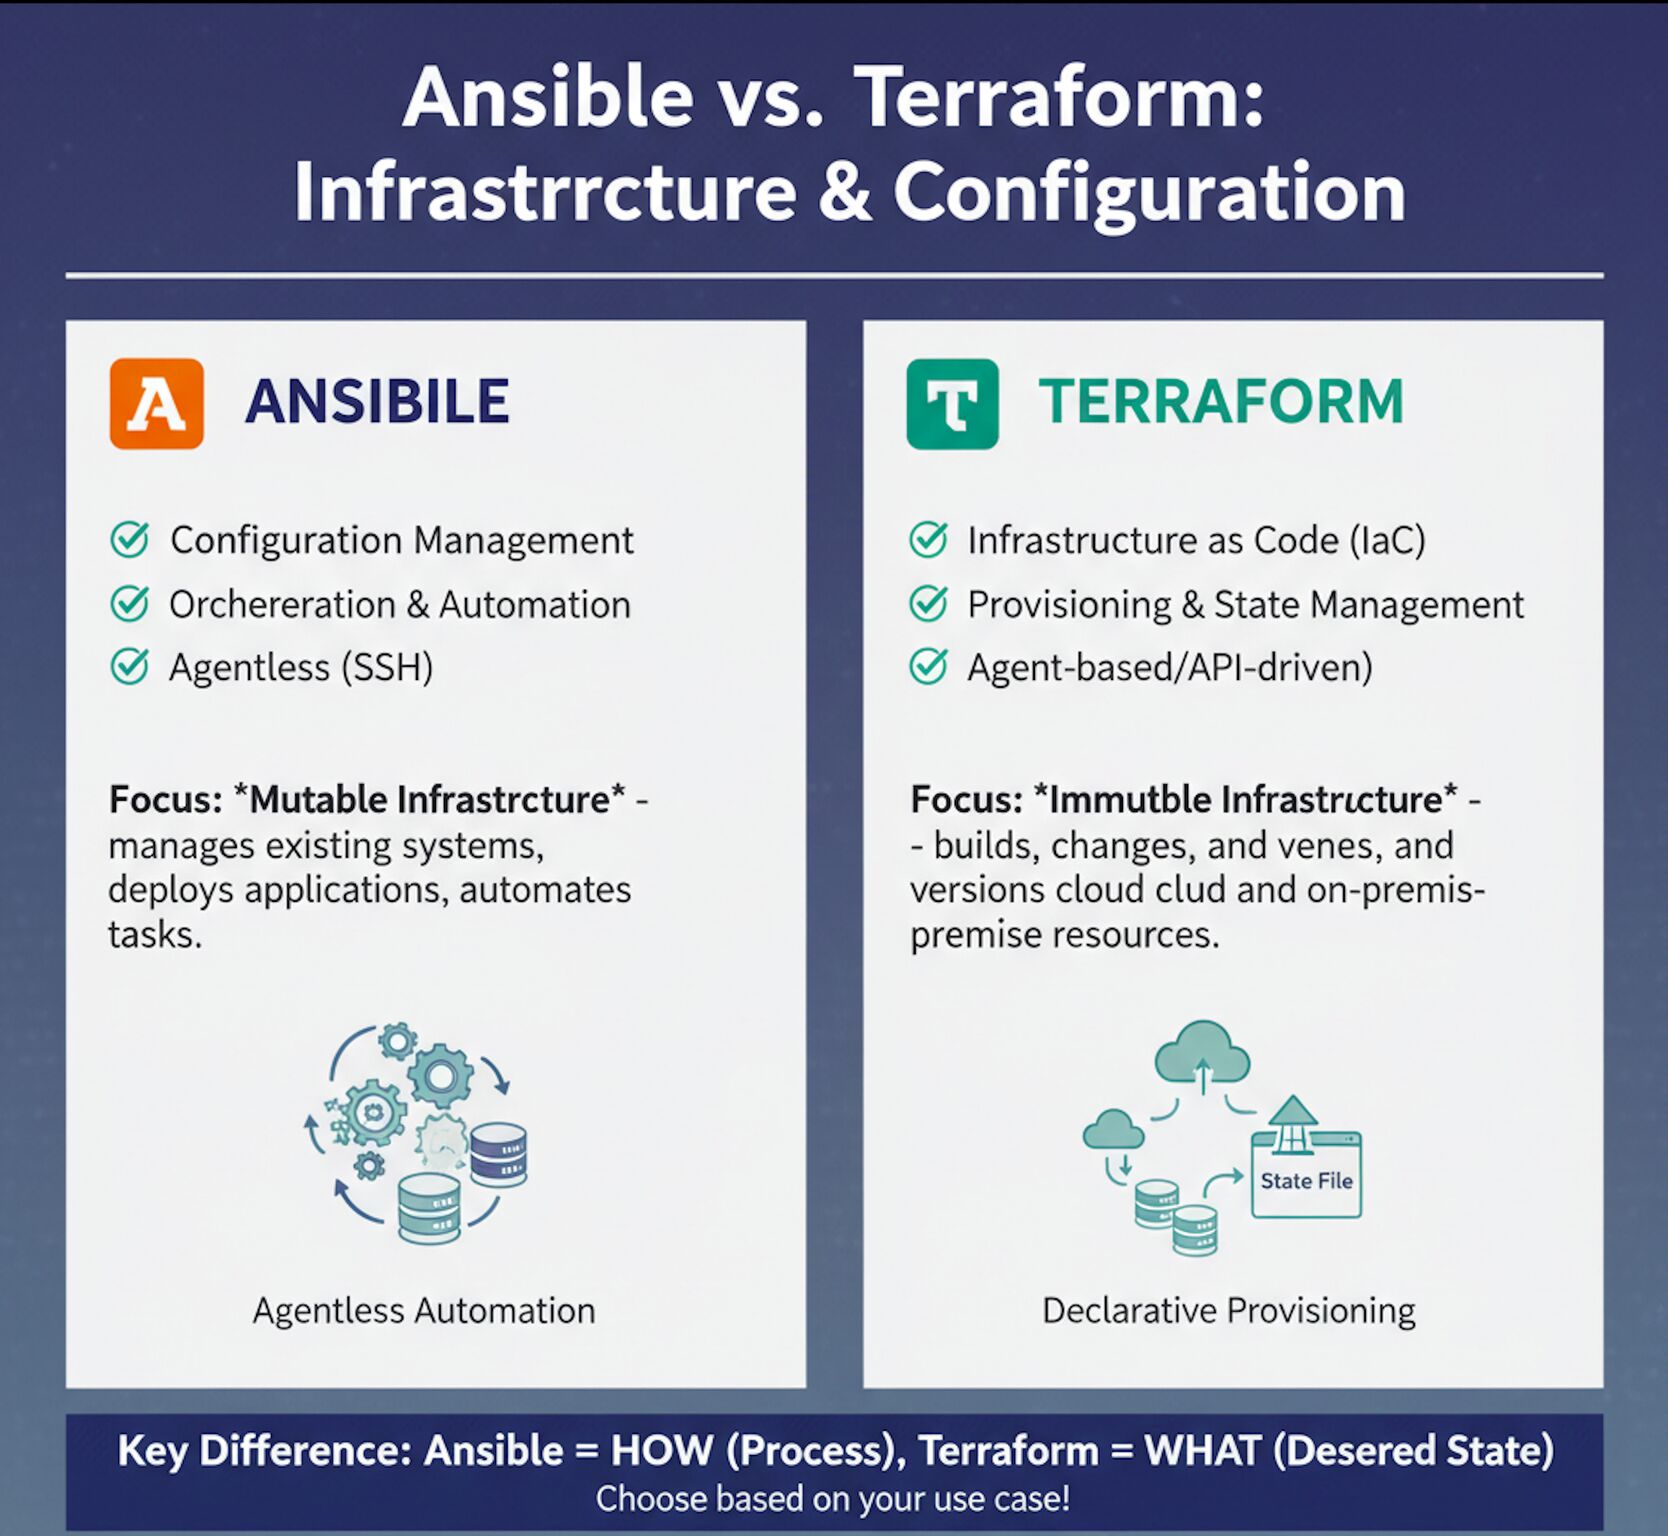 Ansible vs. Terraform:
Infrastrrcture & Configuration
A ANSIBILE
Configuration Management
Orchereration & Automation
Agentless (SSH)
Focus: *Mutable Infrastrcture* -
manages existing systems,
deploys applications, automates
tasks.
Agentless Automation
T TERRAFORM
Infrastructure as Code (IaC)
Provisioning & State Management
Agent-based/API-driven)
Focus: *Immutble Infrastructure* -
- builds, changes, and venes, and
versions cloud clud and on-premis-
premise resources.
State File
Declarative Provisioning
Key Difference: Ansible = HOW (Process), Terraform = WHAT (Desered State)
Choose based on your use case!